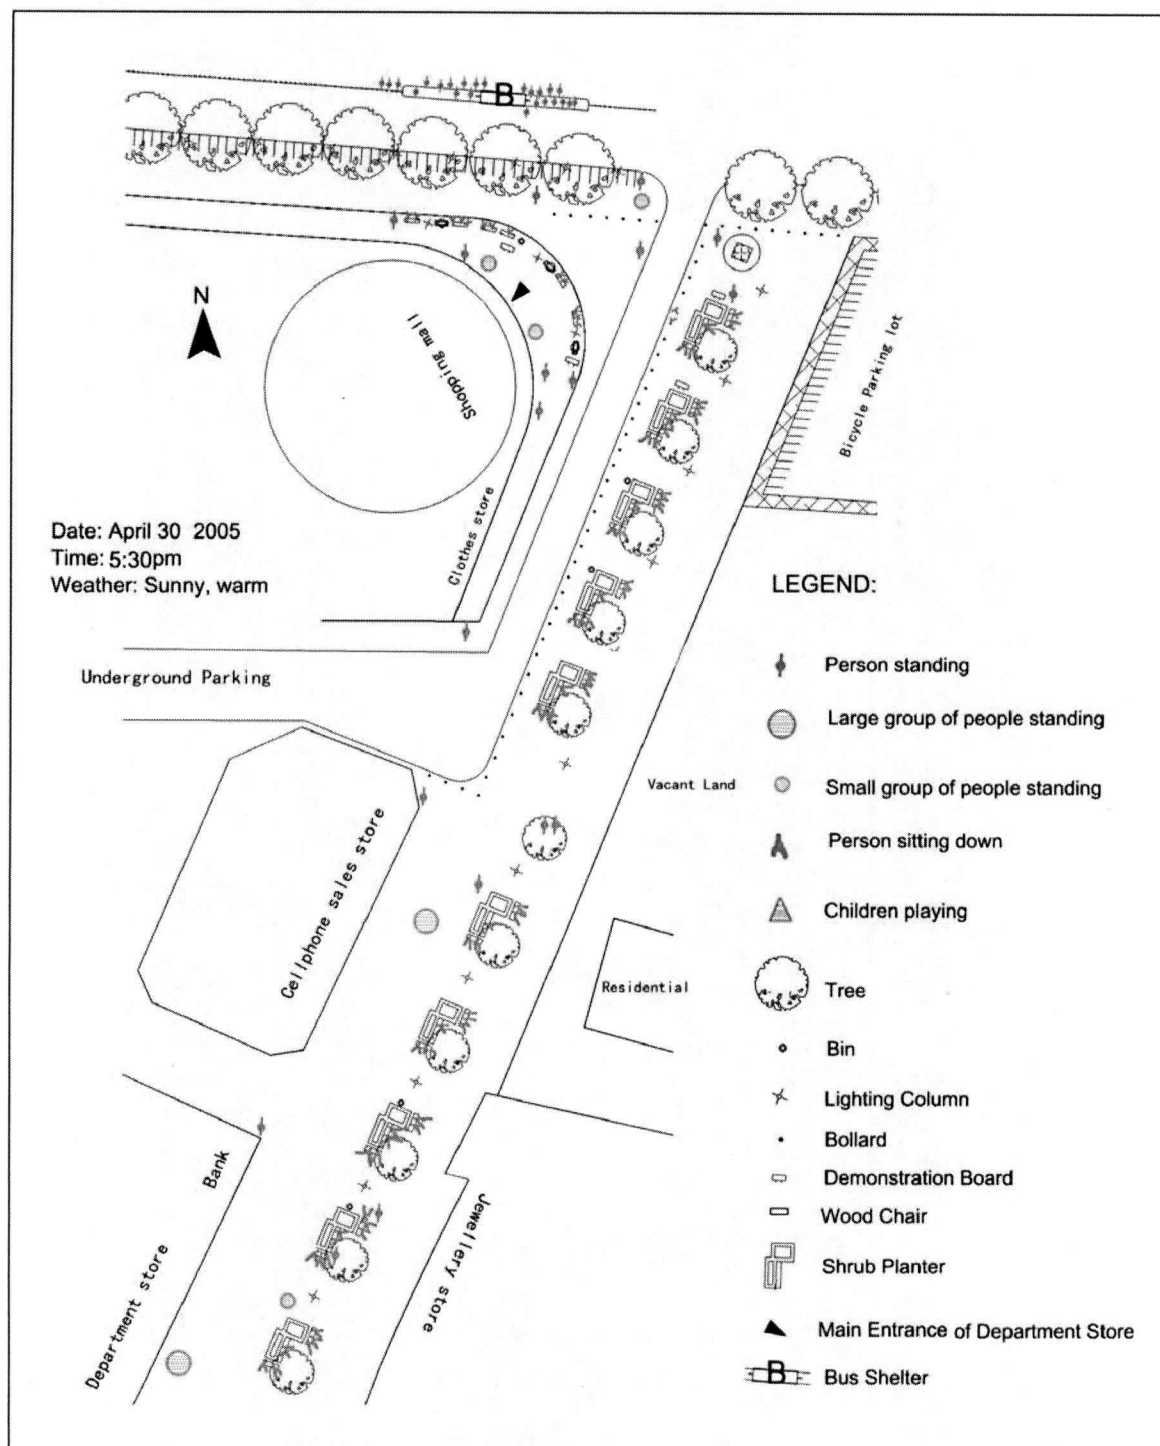 B
N
Shopping mall
Bicycle Parking lot
Clothes store
Date: April 30 2005
Time: 5:30pm
Weather: Sunny, warm
Underground Parking
Vacant Land
Cellphone sales store
Residential
Bank
Department store
Jewellery store
LEGEND:
Person standing
Large group of people standing
Small group of people standing
Person sitting down
Children playing
Tree
Bin
Lighting Column
Bollard
Demonstration Board
Wood Chair
Shrub Planter
Main Entrance of Department Store
B Bus Shelter